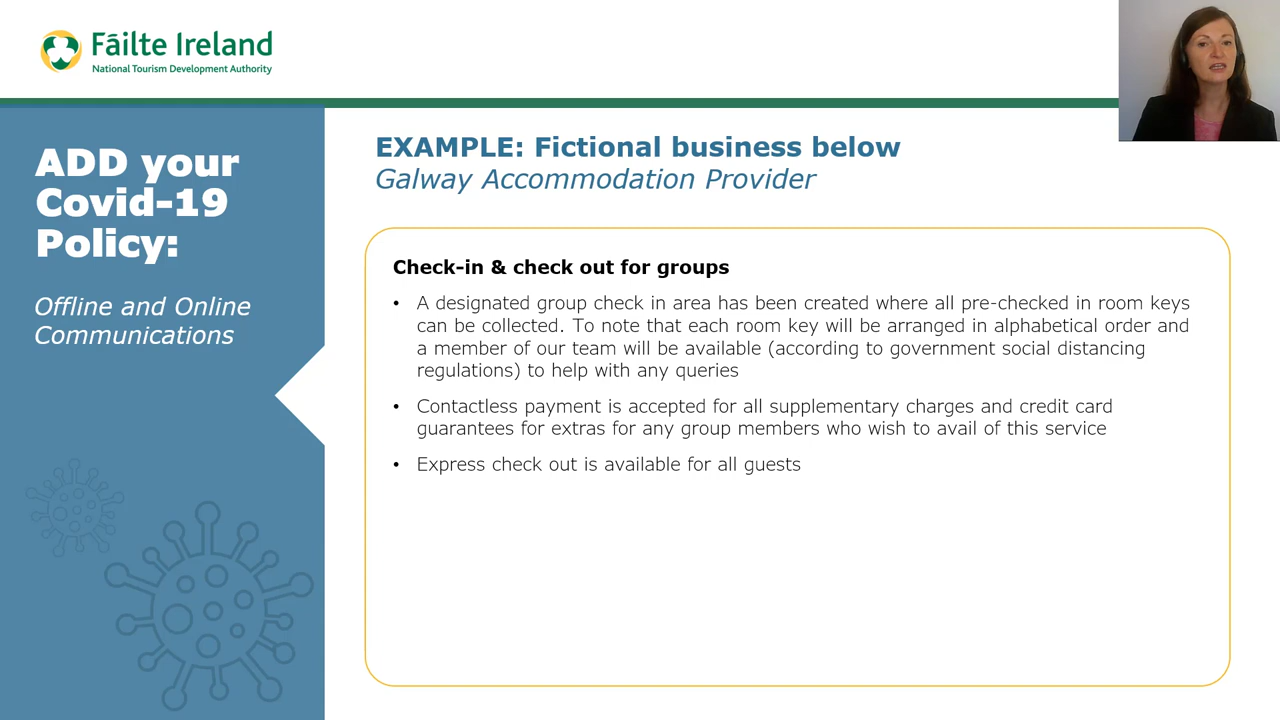 Fáilte Ireland
National Tourism Development Authority
ADD your
Covid-19
Policy:
Offline and Online
Communications
EXAMPLE: Fictional business below
Galway Accommodation Provider
Check-in & check out for groups
• A designated group check in area has been created where all pre-checked in room keys
can be collected. To note that each room key will be arranged in alphabetical order and
a member of our team will be available (according to government social distancing
regulations) to help with any queries
• Contactless payment is accepted for all supplementary charges and credit card
guarantees for extras for any group members who wish to avail of this service
• Express check out is available for all guests